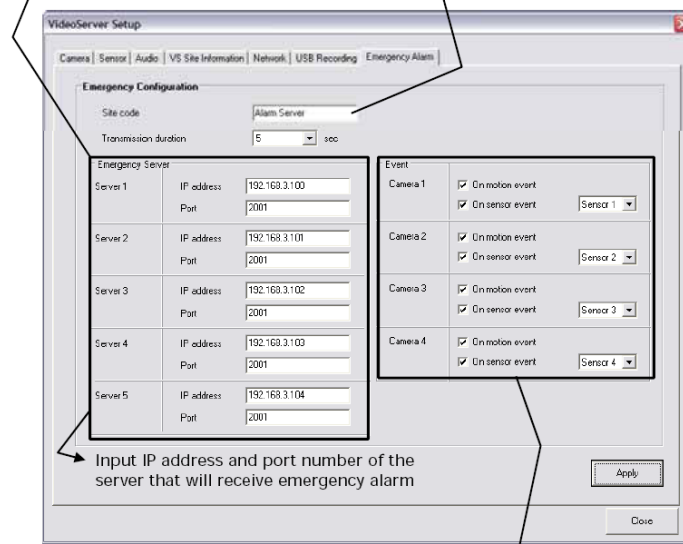 VideoServer Setup
Camera Sensor Audio VS Site Information Network USB Recording Emergency Alarm
Emergency Configuration
Site code Alarm Server
Transmission duration 5 sec
Emergency Server
Server 1 IP address 192.168.3.100
Port 2001
Server 2 IP address 192.168.3.101
Port 2001
Server 3 IP address 192.168.3.102
Port 2001
Server 4 IP address 192.168.3.103
Port 2001
Server 5 IP address 192.168.3.104
Port 2001
Event
Camera 1 On motion event
On sensor event Sensor 1
Camera 2 On motion event
On sensor event Sensor 2
Camera 3 On motion event
On sensor event Sensor 3
Camera 4 On motion event
On sensor event Sensor 4
Input IP address and port number of the
server that will receive emergency alarm
Apply
Close